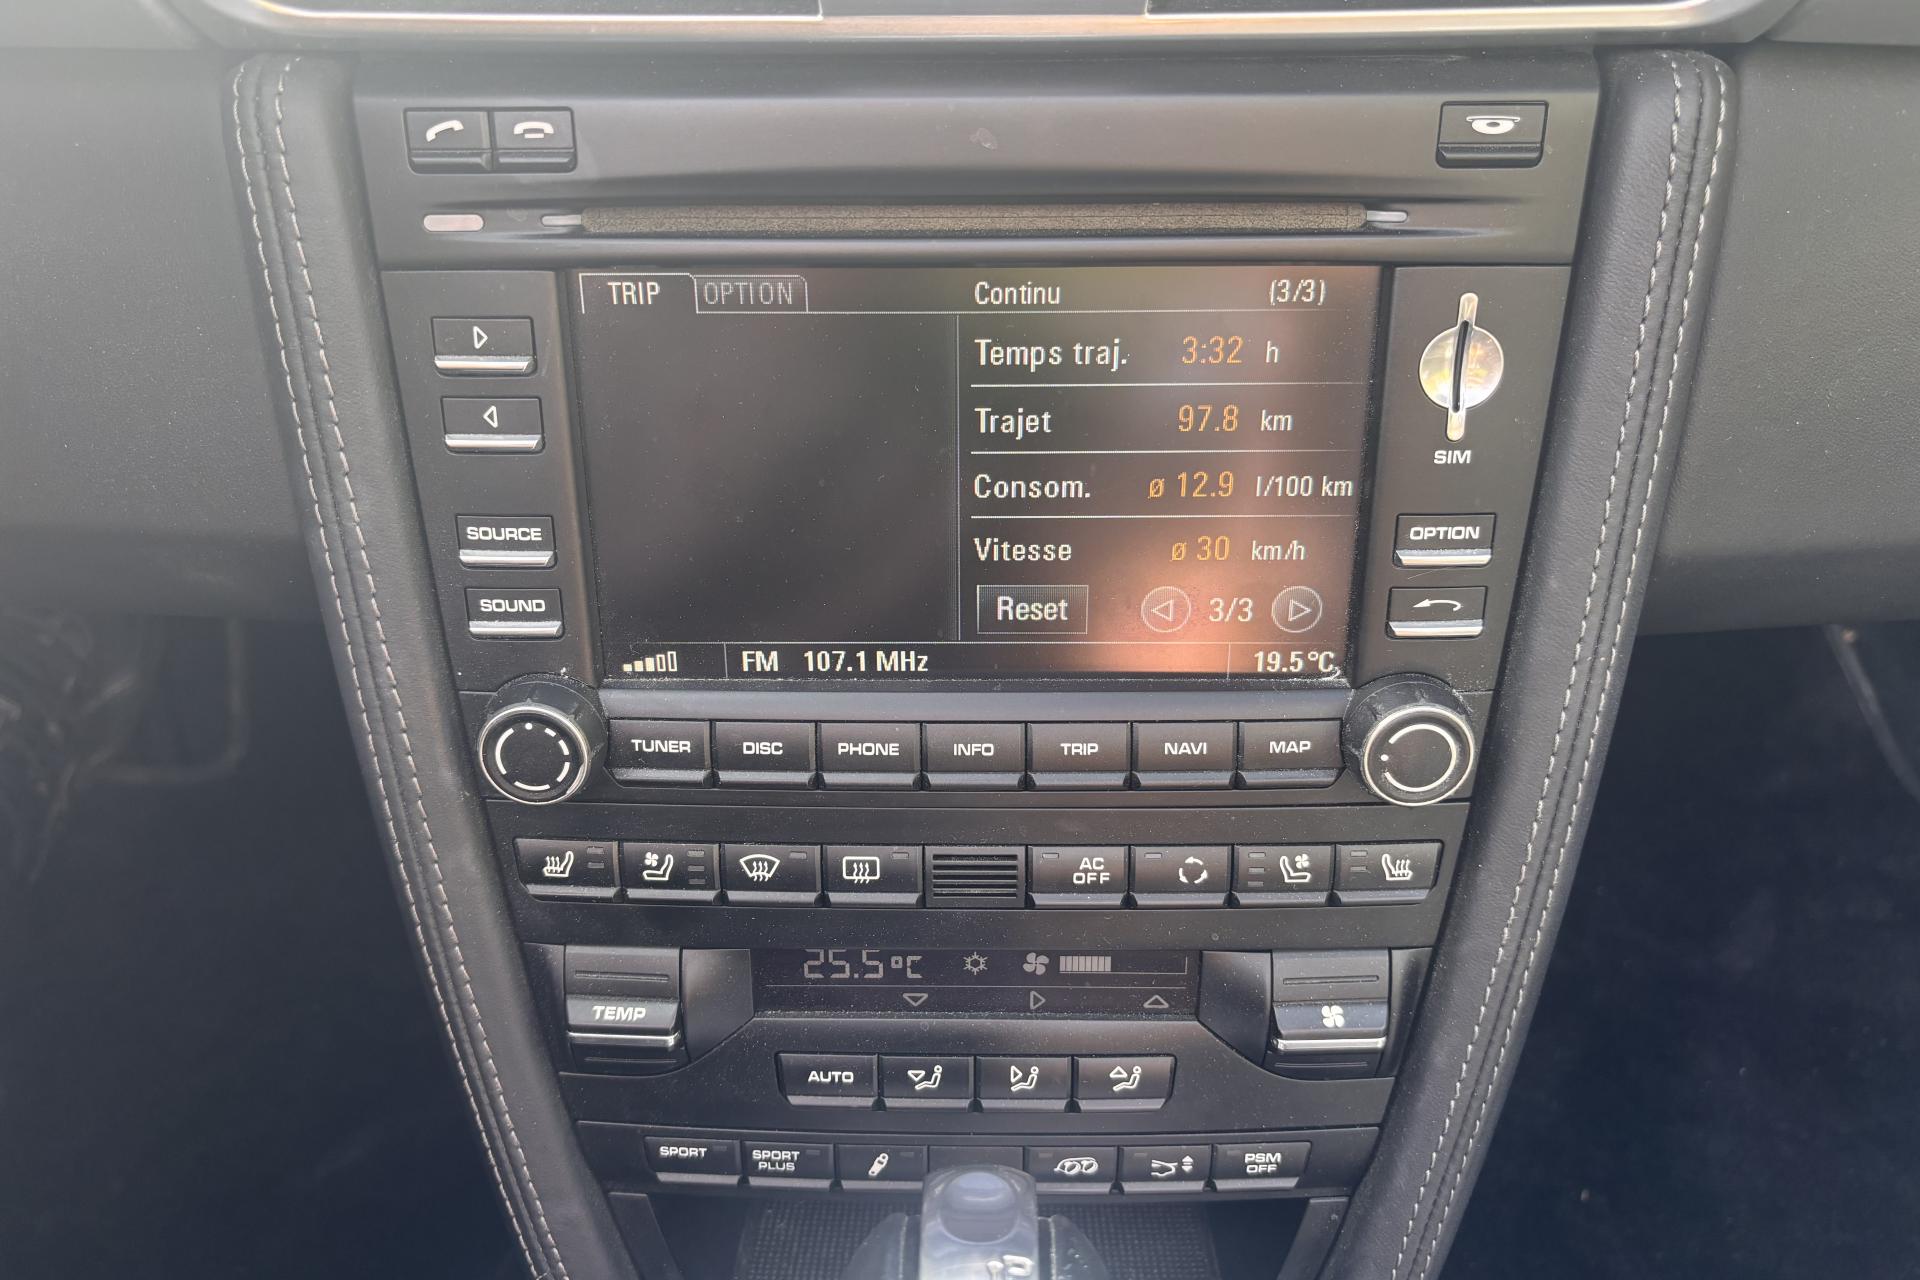 TRIP OPTION Continu (3/3)
Temps traj. 3:32 h
Trajet 97.8 km
Consom. ø 12.9 l/100 km
Vitesse ø 30 km/h
Reset 3/3
FM 107.1 MHz 19.5°C
SIM
SOURCE
SOUND
OPTION
TUNER DISC PHONE INFO TRIP NAVI MAP
AC
OFF
25.5°C
TEMP
AUTO
SPORT
SPORT
PLUS
PSM
OFF